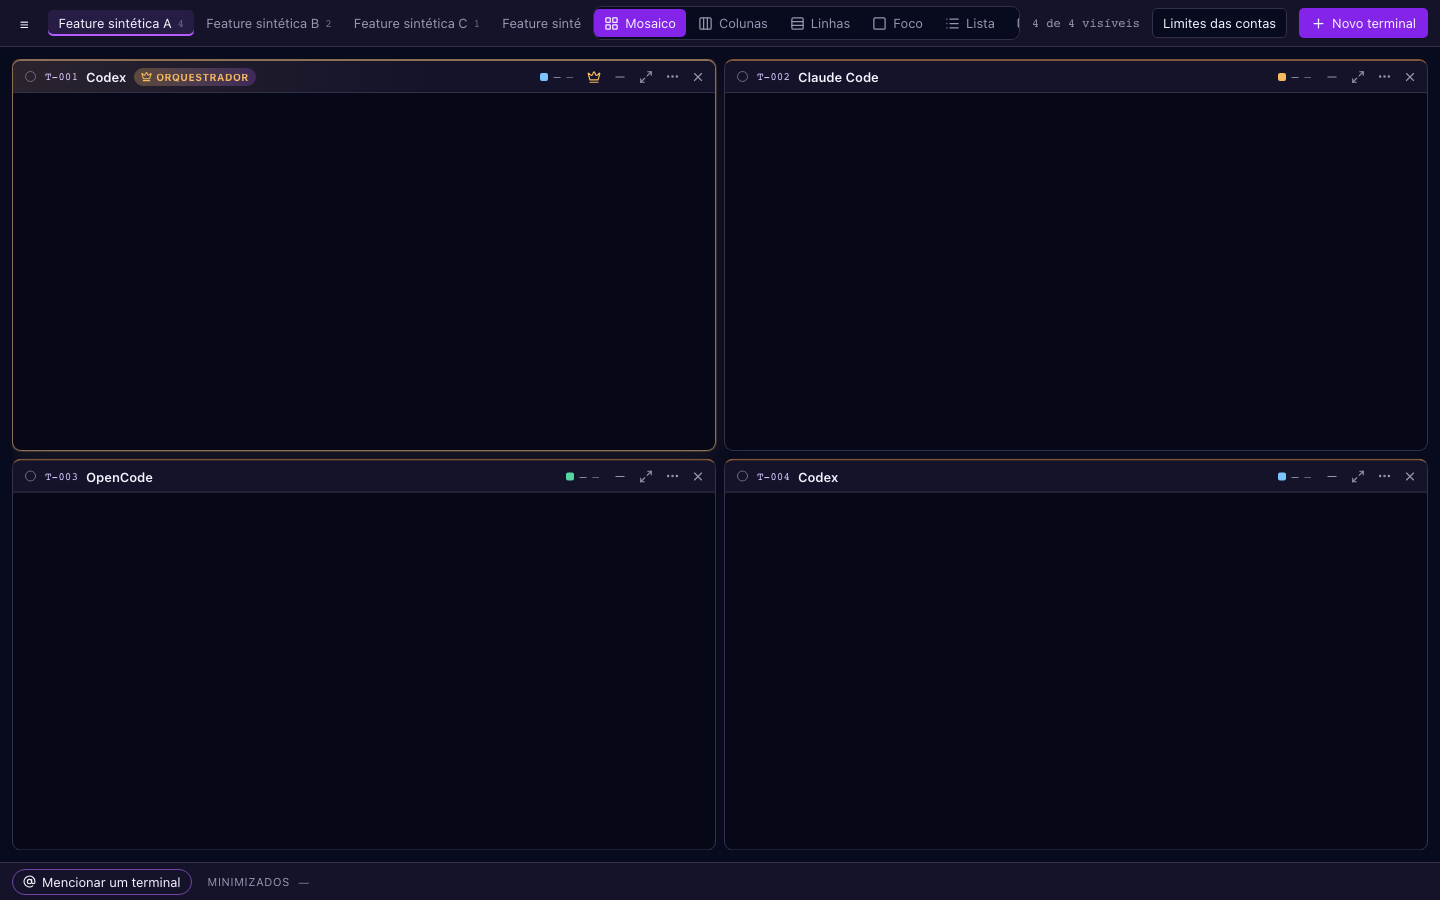 Feature sintética A 4 Feature sintética B 2 Feature sintética C 1 Feature sinté Mosaico Colunas Linhas Foco Lista 4 de 4 visíveis Limites das contas + Novo terminal
T-001 Codex ORQUESTRADOR — —
T-002 Claude Code — —
T-003 OpenCode — —
T-004 Codex — —
@ Mencionar um terminal MINIMIZADOS —